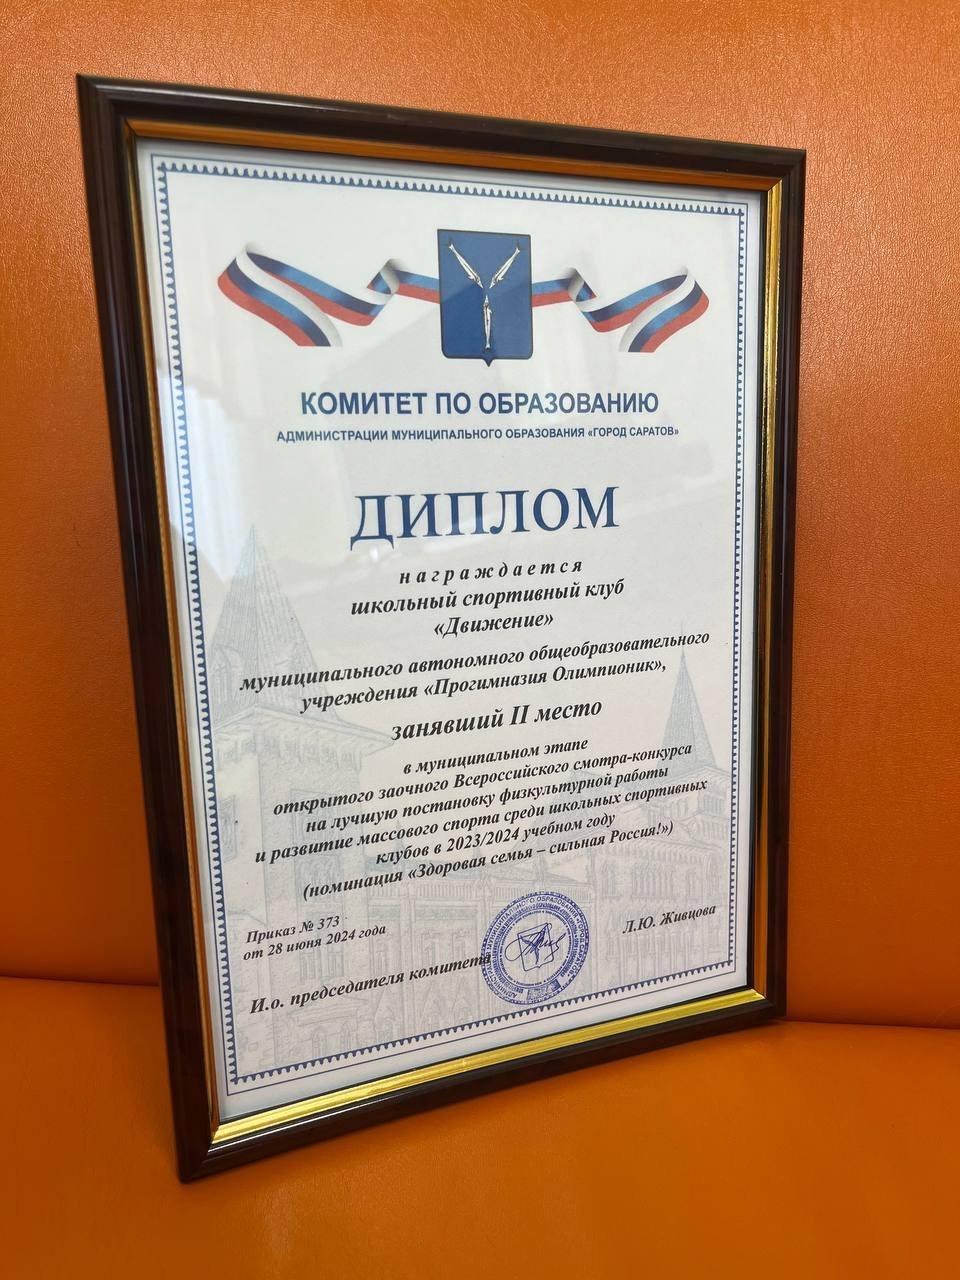 КОМИТЕТ ПО ОБРАЗОВАНИЮ
АДМИНИСТРАЦИИ МУНИЦИПАЛЬНОГО ОБРАЗОВАНИЯ «ГОРОД САРАТОВ»
ДИПЛОМ
награждается
школьный спортивный клуб
«Движение»
муниципального автономного общеобразовательного
учреждения «Прогимназия Олимпионик»,
занявший II место
в муниципальном этапе
открытого заочного Всероссийского смотра-конкурса
на лучшую постановку физкультурной работы
и развитие массового спорта среди школьных спортивных
клубов в 2023/2024 учебном году
(номинация «Здоровая семья – сильная Россия!»)
Приказ № 373
от 28 июня 2024 года
И.о. председателя комитета
Л.Ю. Живцова